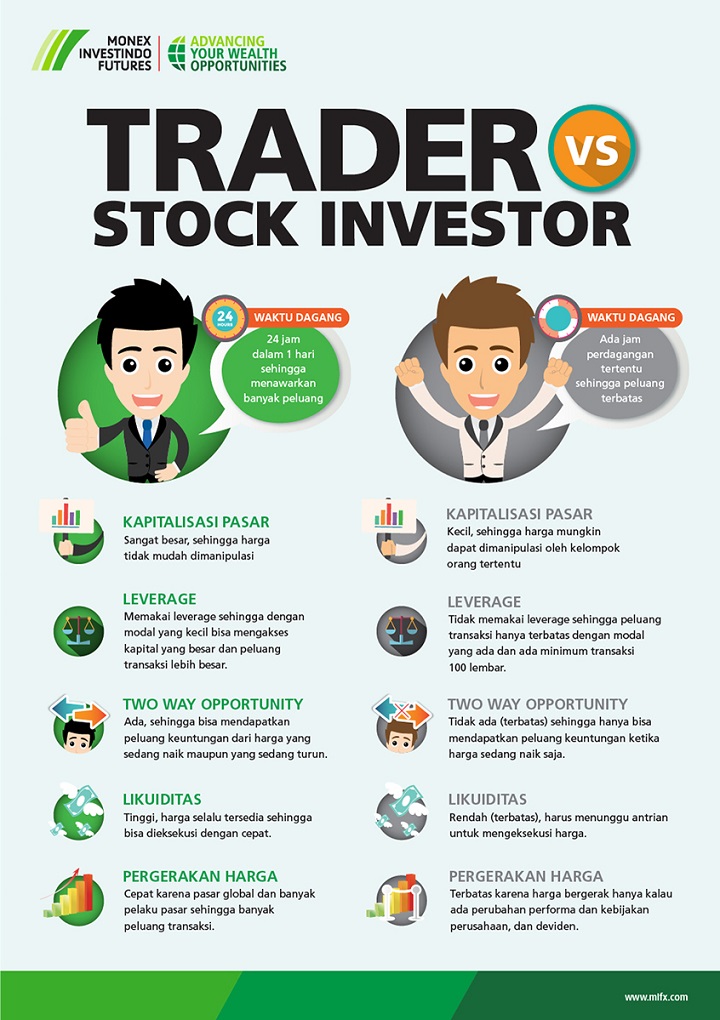 MONEX
INVESTINDO
FUTURES
ADVANCING
YOUR WEALTH
OPPORTUNITIES
TRADER VS
STOCK INVESTOR
24
HOURS
WAKTU DAGANG
24 jam
dalam 1 hari
sehingga
menawarkan
banyak peluang
WAKTU DAGANG
Ada jam
perdagangan
tertentu
sehingga peluang
terbatas
KAPITALISASI PASAR
Sangat besar, sehingga harga
tidak mudah dimanipulasi
KAPITALISASI PASAR
Kecil, sehingga harga mungkin
dapat dimanipulasi oleh kelompok
orang tertentu
LEVERAGE
Memakai leverage sehingga dengan
modal yang kecil bisa mengakses
kapital yang besar dan peluang
transaksi lebih besar.
LEVERAGE
Tidak memakai leverage sehingga peluang
transaksi hanya terbatas dengan modal
yang ada dan ada minimum transaksi
100 lembar.
TWO WAY OPPORTUNITY
Ada, sehingga bisa mendapatkan
peluang keuntungan dari harga yang
sedang naik maupun yang sedang turun.
TWO WAY OPPORTUNITY
Tidak ada (terbatas) sehingga hanya bisa
mendapatkan peluang keuntungan ketika
harga sedang naik saja.
LIKUIDITAS
Tinggi, harga selalu tersedia sehingga
bisa dieksekusi dengan cepat.
LIKUIDITAS
Rendah (terbatas), harus menunggu antrian
untuk mengeksekusi harga.
PERGERAKAN HARGA
Cepat karena pasar global dan banyak
pelaku pasar sehingga banyak
peluang transaksi.
PERGERAKAN HARGA
Terbatas karena harga bergerak hanya kalau
ada perubahan performa dan kebijakan
perusahaan, dan deviden.
www.mifx.com